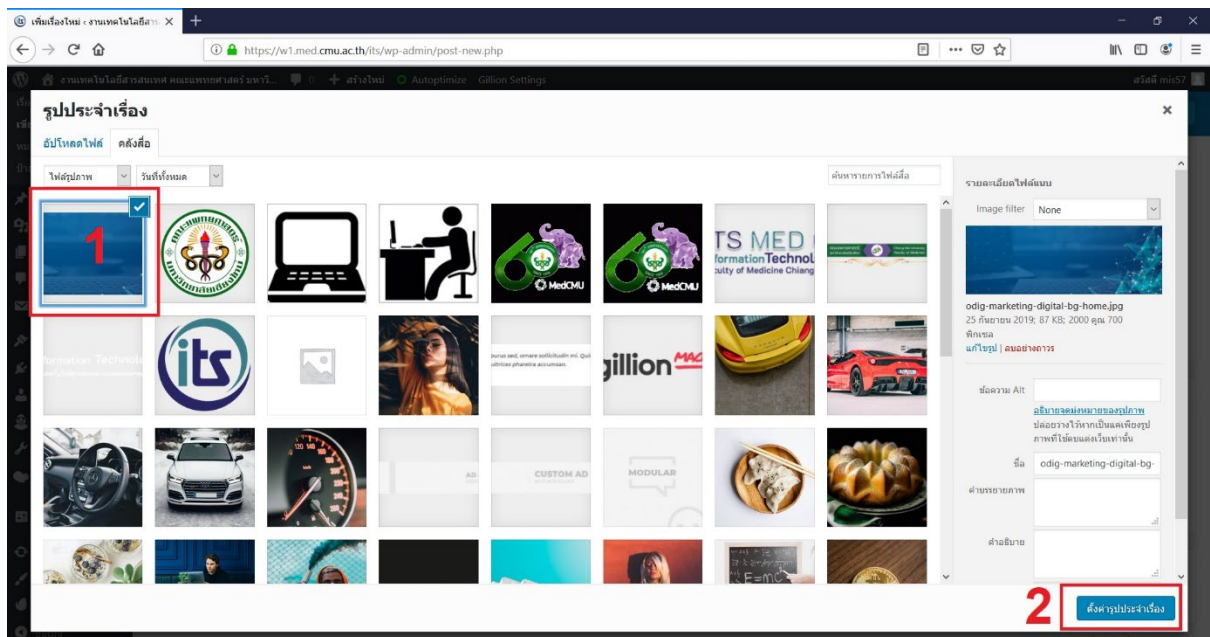 เพิ่มเรื่องใหม่ ‹ งานเทคโนโลยีสาร
https://w1.med.cmu.ac.th/its/wp-admin/post-new.php
งานเทคโนโลยีสารสนเทศ คณะแพทยศาสตร์ มหาวิ... 0 + สร้างใหม่ Autoptimize Gillion Settings
สวัสดี mis57
รูปประจำเรื่อง
อัปโหลดไฟล์ คลังสื่อ
ไฟล์รูปภาพ วันที่ทั้งหมด
ค้นหารายการไฟล์สื่อ
1
MedCMU
MedCMU
TS MED
formation Technol
culty of Medicine Chiang
formation Technolo
its
purus sed, ornare sollicitudin mi. Qui
ultrices pharetra accumsan.
gillion MAG
AD
CUSTOM AD
MODULAR
E=mc
รายละเอียดไฟล์แนบ
Image filter None
odig-marketing-digital-bg-home.jpg
25 กันยายน 2019; 87 KB; 2000 คูณ 700
พิกเซล
แก้ไขรูป | ลบอย่างถาวร
ข้อความ Alt
อธิบายจุดมุ่งหมายของรูปภาพ
ปล่อยว่างไว้หากเป็นแค่เพียงรูป
ภาพที่ใช้ตบแต่งเว็บเท่านั้น
ชื่อ odig-marketing-digital-bg-
คำบรรยายภาพ
คำอธิบาย
2
ตั้งค่ารูปประจำเรื่อง